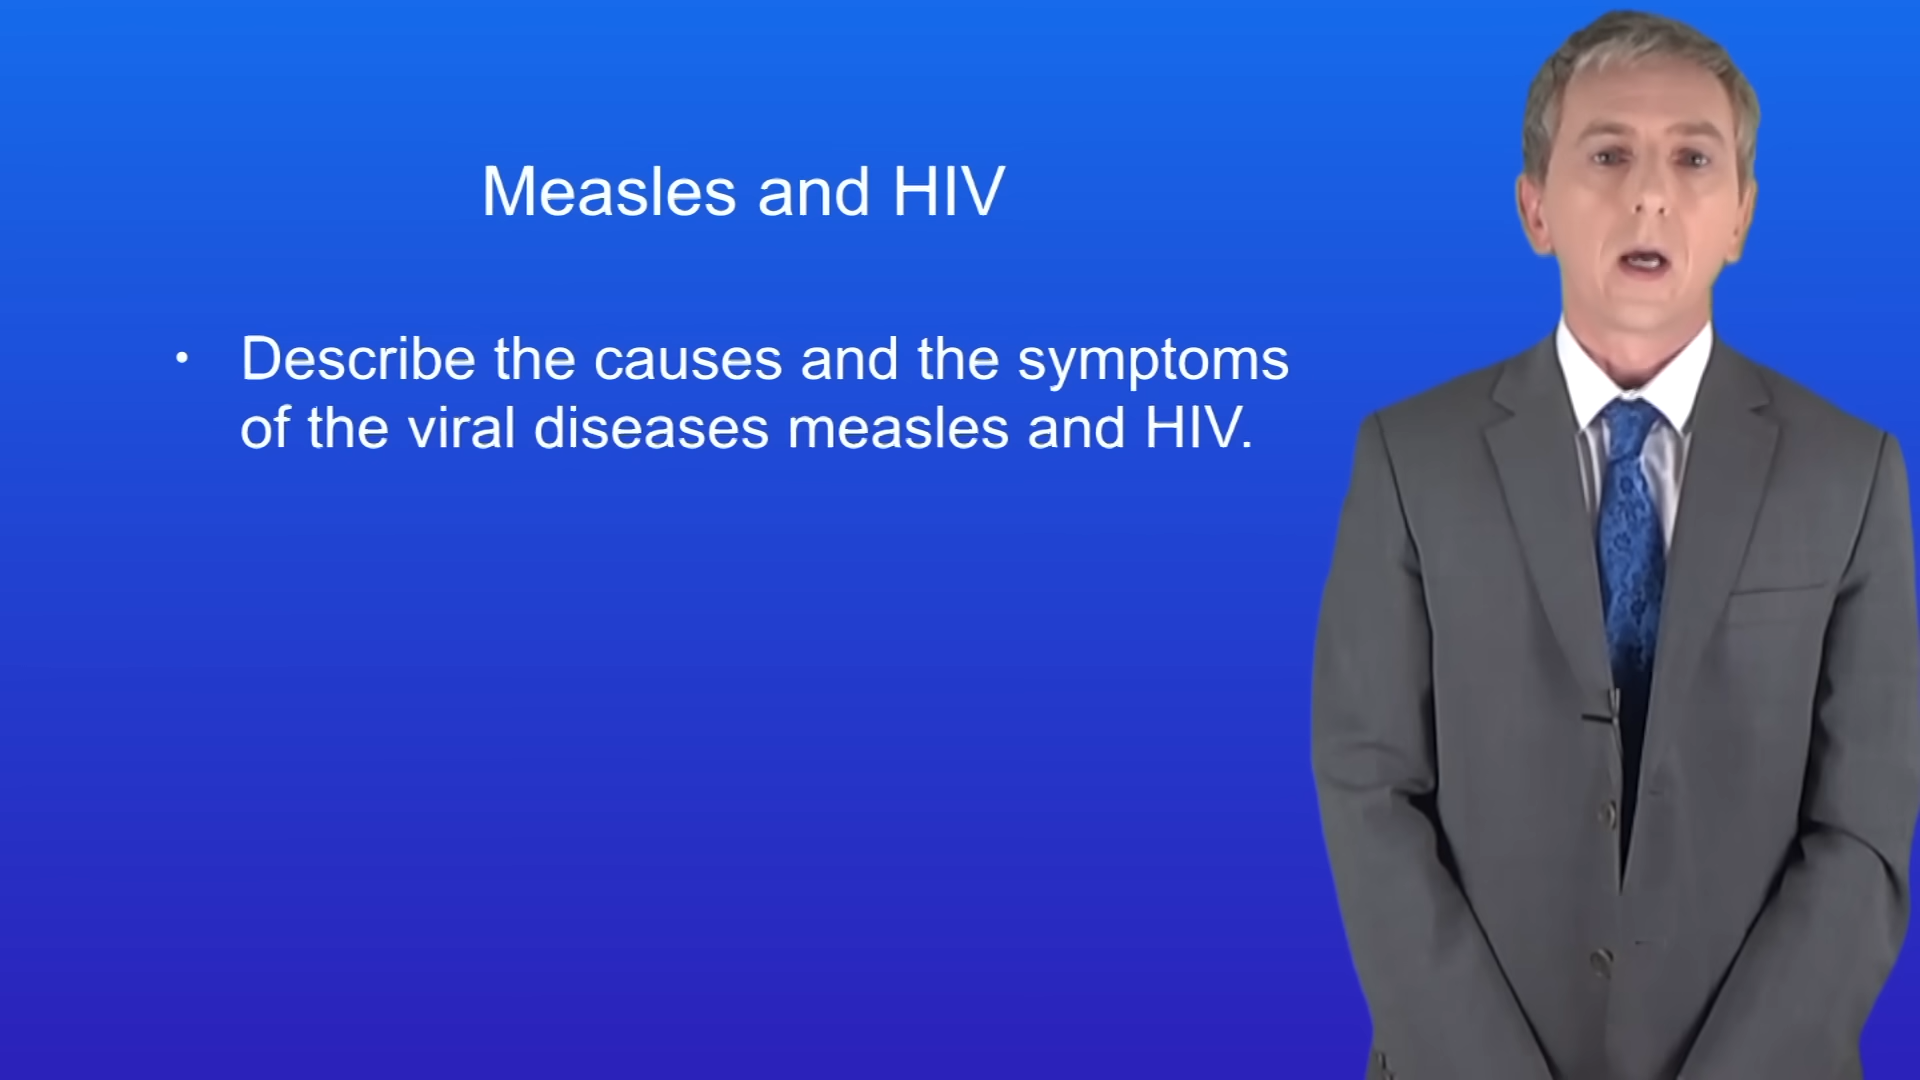 Measles and HIV
• Describe the causes and the symptoms
of the viral diseases measles and HIV.